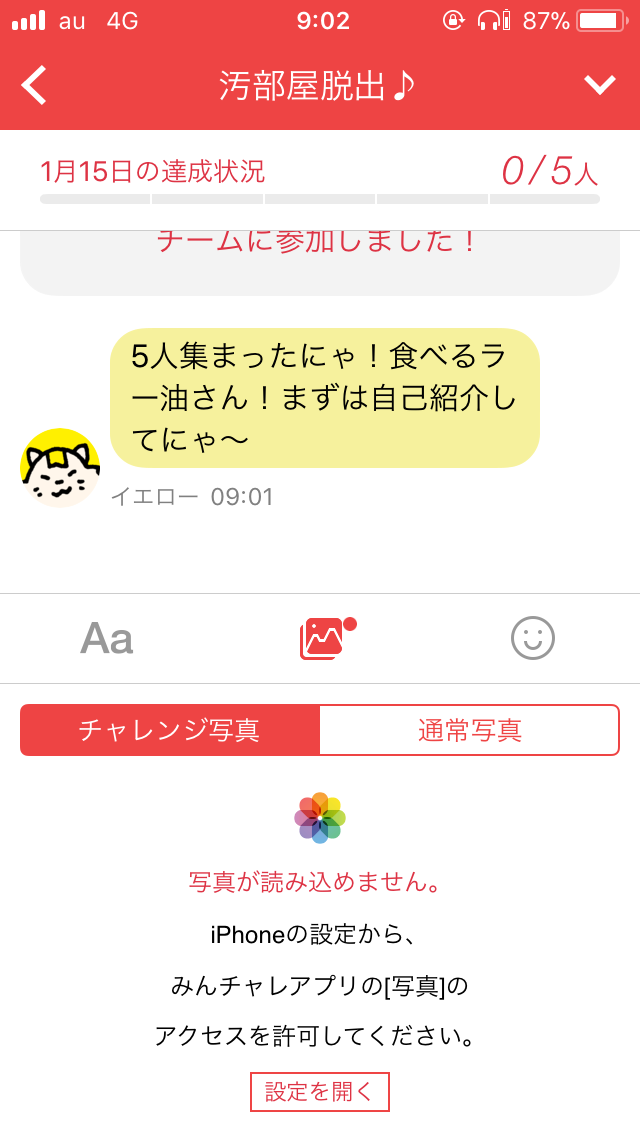 au 4G 9:02 87%
汚部屋脱出♪
1月15日の達成状況 0/5人
チームに参加しました！
5人集まったにゃ！食べるラ
ー油さん！まずは自己紹介し
てにゃ〜
イエロー 09:01
Aa
チャレンジ写真 通常写真
写真が読み込めません。
iPhoneの設定から、
みんチャレアプリの[写真]の
アクセスを許可してください。
設定を開く